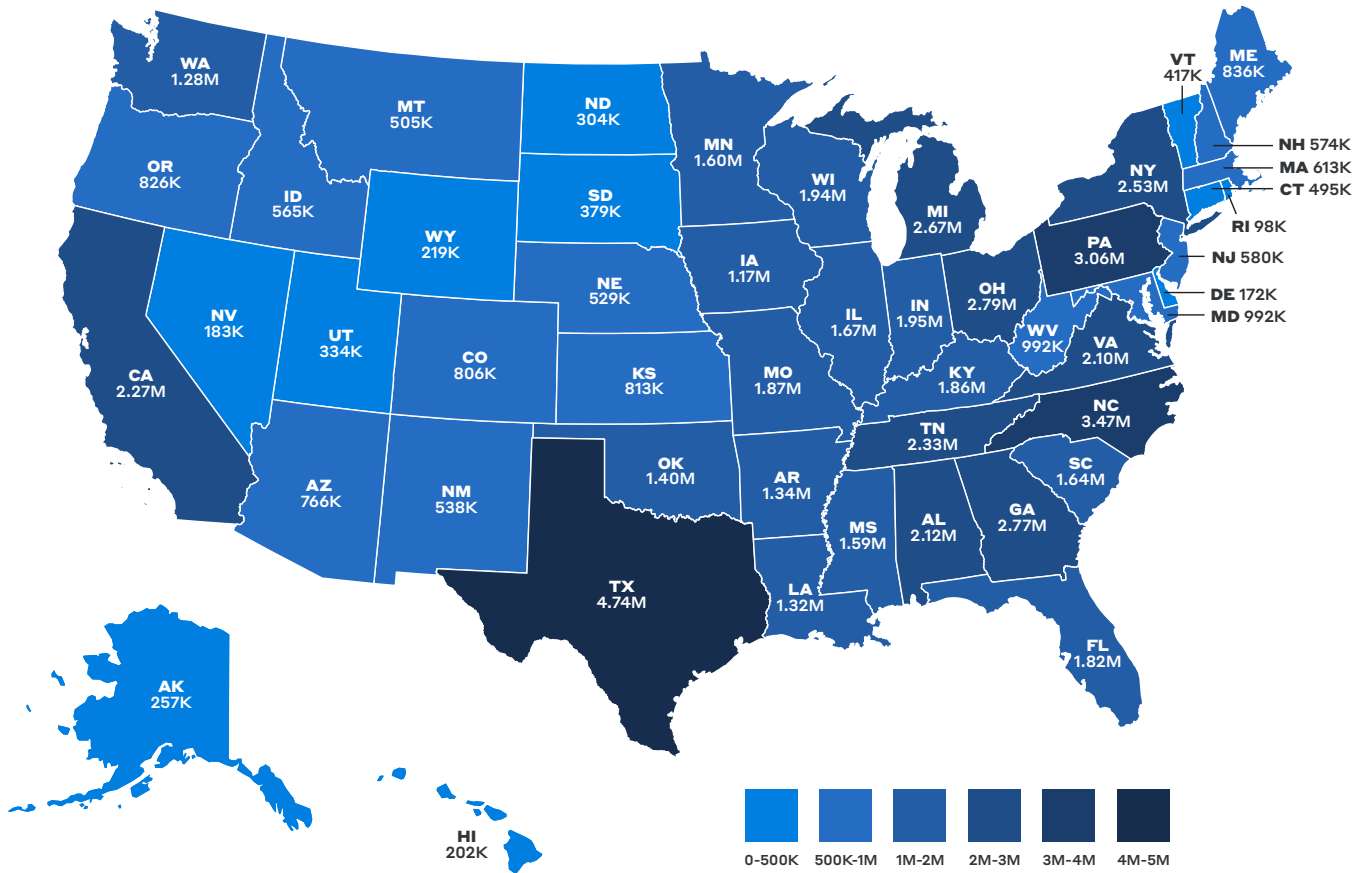 WA
1.28M
MT
505K
ND
304K
MN
1.60M
VT
417K
ME
836K
OR
826K
ID
565K
SD
379K
WI
1.94M
MI
2.67M
NY
2.53M
NH 574K
MA 613K
CT 495K
RI 98K
WY
219K
IA
1.17M
PA
3.06M
NJ 580K
NE
529K
IL
1.67M
IN
1.95M
OH
2.79M
DE 172K
MD 992K
NV
183K
UT
334K
CO
806K
WV
992K
VA
2.10M
CA
2.27M
KS
813K
MO
1.87M
KY
1.86M
NC
3.47M
TN
2.33M
AZ
766K
NM
538K
OK
1.40M
AR
1.34M
SC
1.64M
MS
1.59M
AL
2.12M
GA
2.77M
TX
4.74M
LA
1.32M
FL
1.82M
AK
257K
HI
202K
0-500K
500K-1M
1M-2M
2M-3M
3M-4M
4M-5M